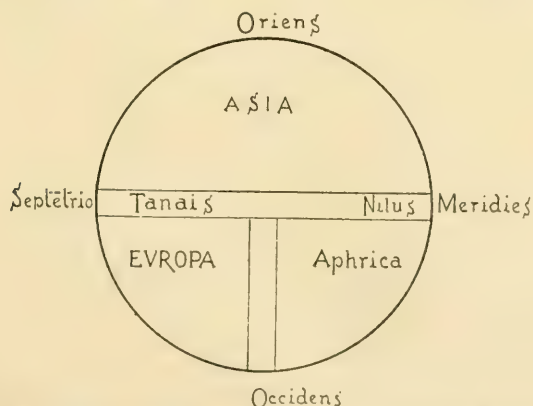 Oriens
ASIA
Septētrio Tanais Nilus Meridies
EVROPA Aphrica
Occidens